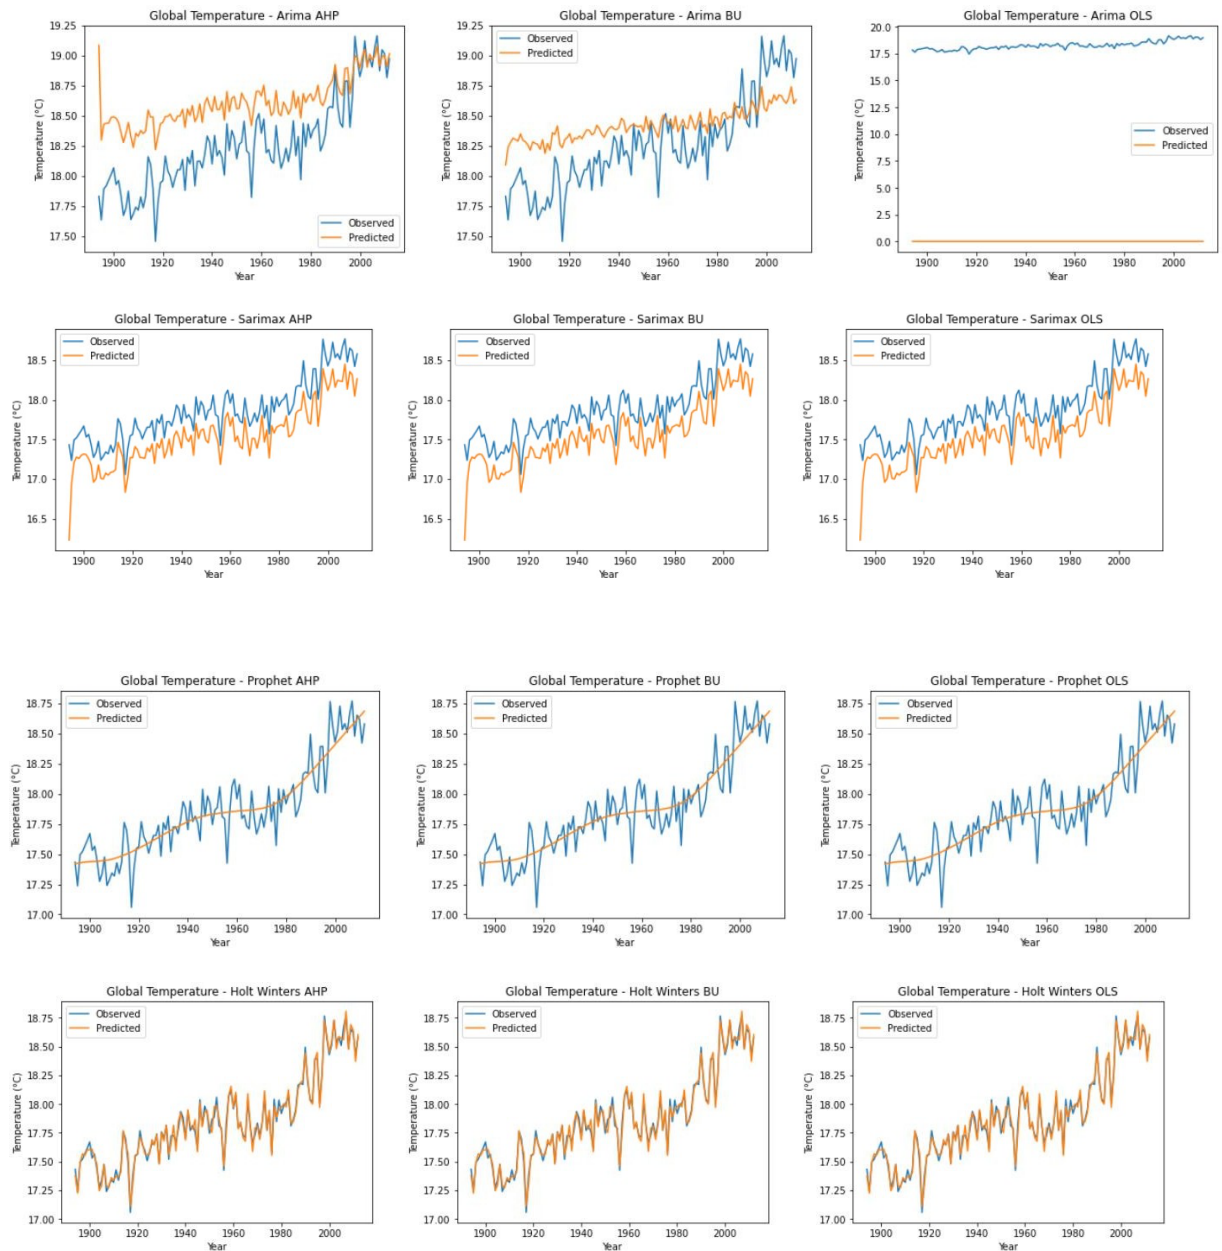 Global Temperature - Arima AHP
Temperature (°C)
19.25
19.00
18.75
18.50
18.25
18.00
17.75
17.50
Observed
Predicted
1900 1920 1940 1960 1980 2000
Year
Global Temperature - Arima BU
Temperature (°C)
19.25
19.00
18.75
18.50
18.25
18.00
17.75
17.50
Observed
Predicted
1900 1920 1940 1960 1980 2000
Year
Global Temperature - Arima OLS
Temperature (°C)
20.0
17.5
15.0
12.5
10.0
7.5
5.0
2.5
0.0
Observed
Predicted
1900 1920 1940 1960 1980 2000
Year
Global Temperature - Sarimax AHP
Temperature (°C)
18.5
18.0
17.5
17.0
16.5
Observed
Predicted
1900 1920 1940 1960 1980 2000
Year
Global Temperature - Sarimax BU
Temperature (°C)
18.5
18.0
17.5
17.0
16.5
Observed
Predicted
1900 1920 1940 1960 1980 2000
Year
Global Temperature - Sarimax OLS
Temperature (°C)
18.5
18.0
17.5
17.0
16.5
Observed
Predicted
1900 1920 1940 1960 1980 2000
Year
Global Temperature - Prophet AHP
Temperature (°C)
18.75
18.50
18.25
18.00
17.75
17.50
17.25
17.00
Observed
Predicted
1900 1920 1940 1960 1980 2000
Year
Global Temperature - Prophet BU
Temperature (°C)
18.75
18.50
18.25
18.00
17.75
17.50
17.25
17.00
Observed
Predicted
1900 1920 1940 1960 1980 2000
Year
Global Temperature - Prophet OLS
Temperature (°C)
18.75
18.50
18.25
18.00
17.75
17.50
17.25
17.00
Observed
Predicted
1900 1920 1940 1960 1980 2000
Year
Global Temperature - Holt Winters AHP
Temperature (°C)
18.75
18.50
18.25
18.00
17.75
17.50
17.25
17.00
Observed
Predicted
1900 1920 1940 1960 1980 2000
Year
Global Temperature - Holt Winters BU
Temperature (°C)
18.75
18.50
18.25
18.00
17.75
17.50
17.25
17.00
Observed
Predicted
1900 1920 1940 1960 1980 2000
Year
Global Temperature - Holt Winters OLS
Temperature (°C)
18.75
18.50
18.25
18.00
17.75
17.50
17.25
17.00
Observed
Predicted
1900 1920 1940 1960 1980 2000
Year